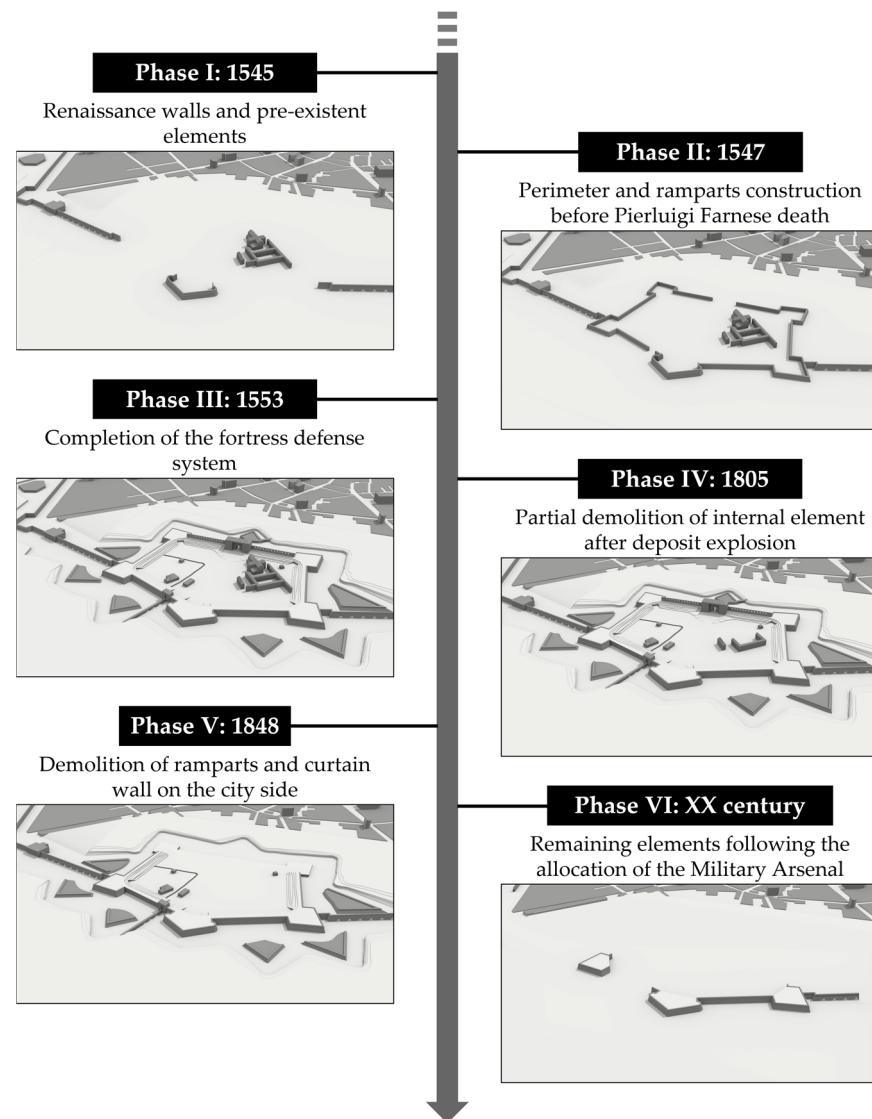 Phase I: 1545
Renaissance walls and pre-existent
elements
Phase II: 1547
Perimeter and ramparts construction
before Pierluigi Farnese death
Phase III: 1553
Completion of the fortress defense
system
Phase IV: 1805
Partial demolition of internal element
after deposit explosion
Phase V: 1848
Demolition of ramparts and curtain
wall on the city side
Phase VI: XX century
Remaining elements following the
allocation of the Military Arsenal